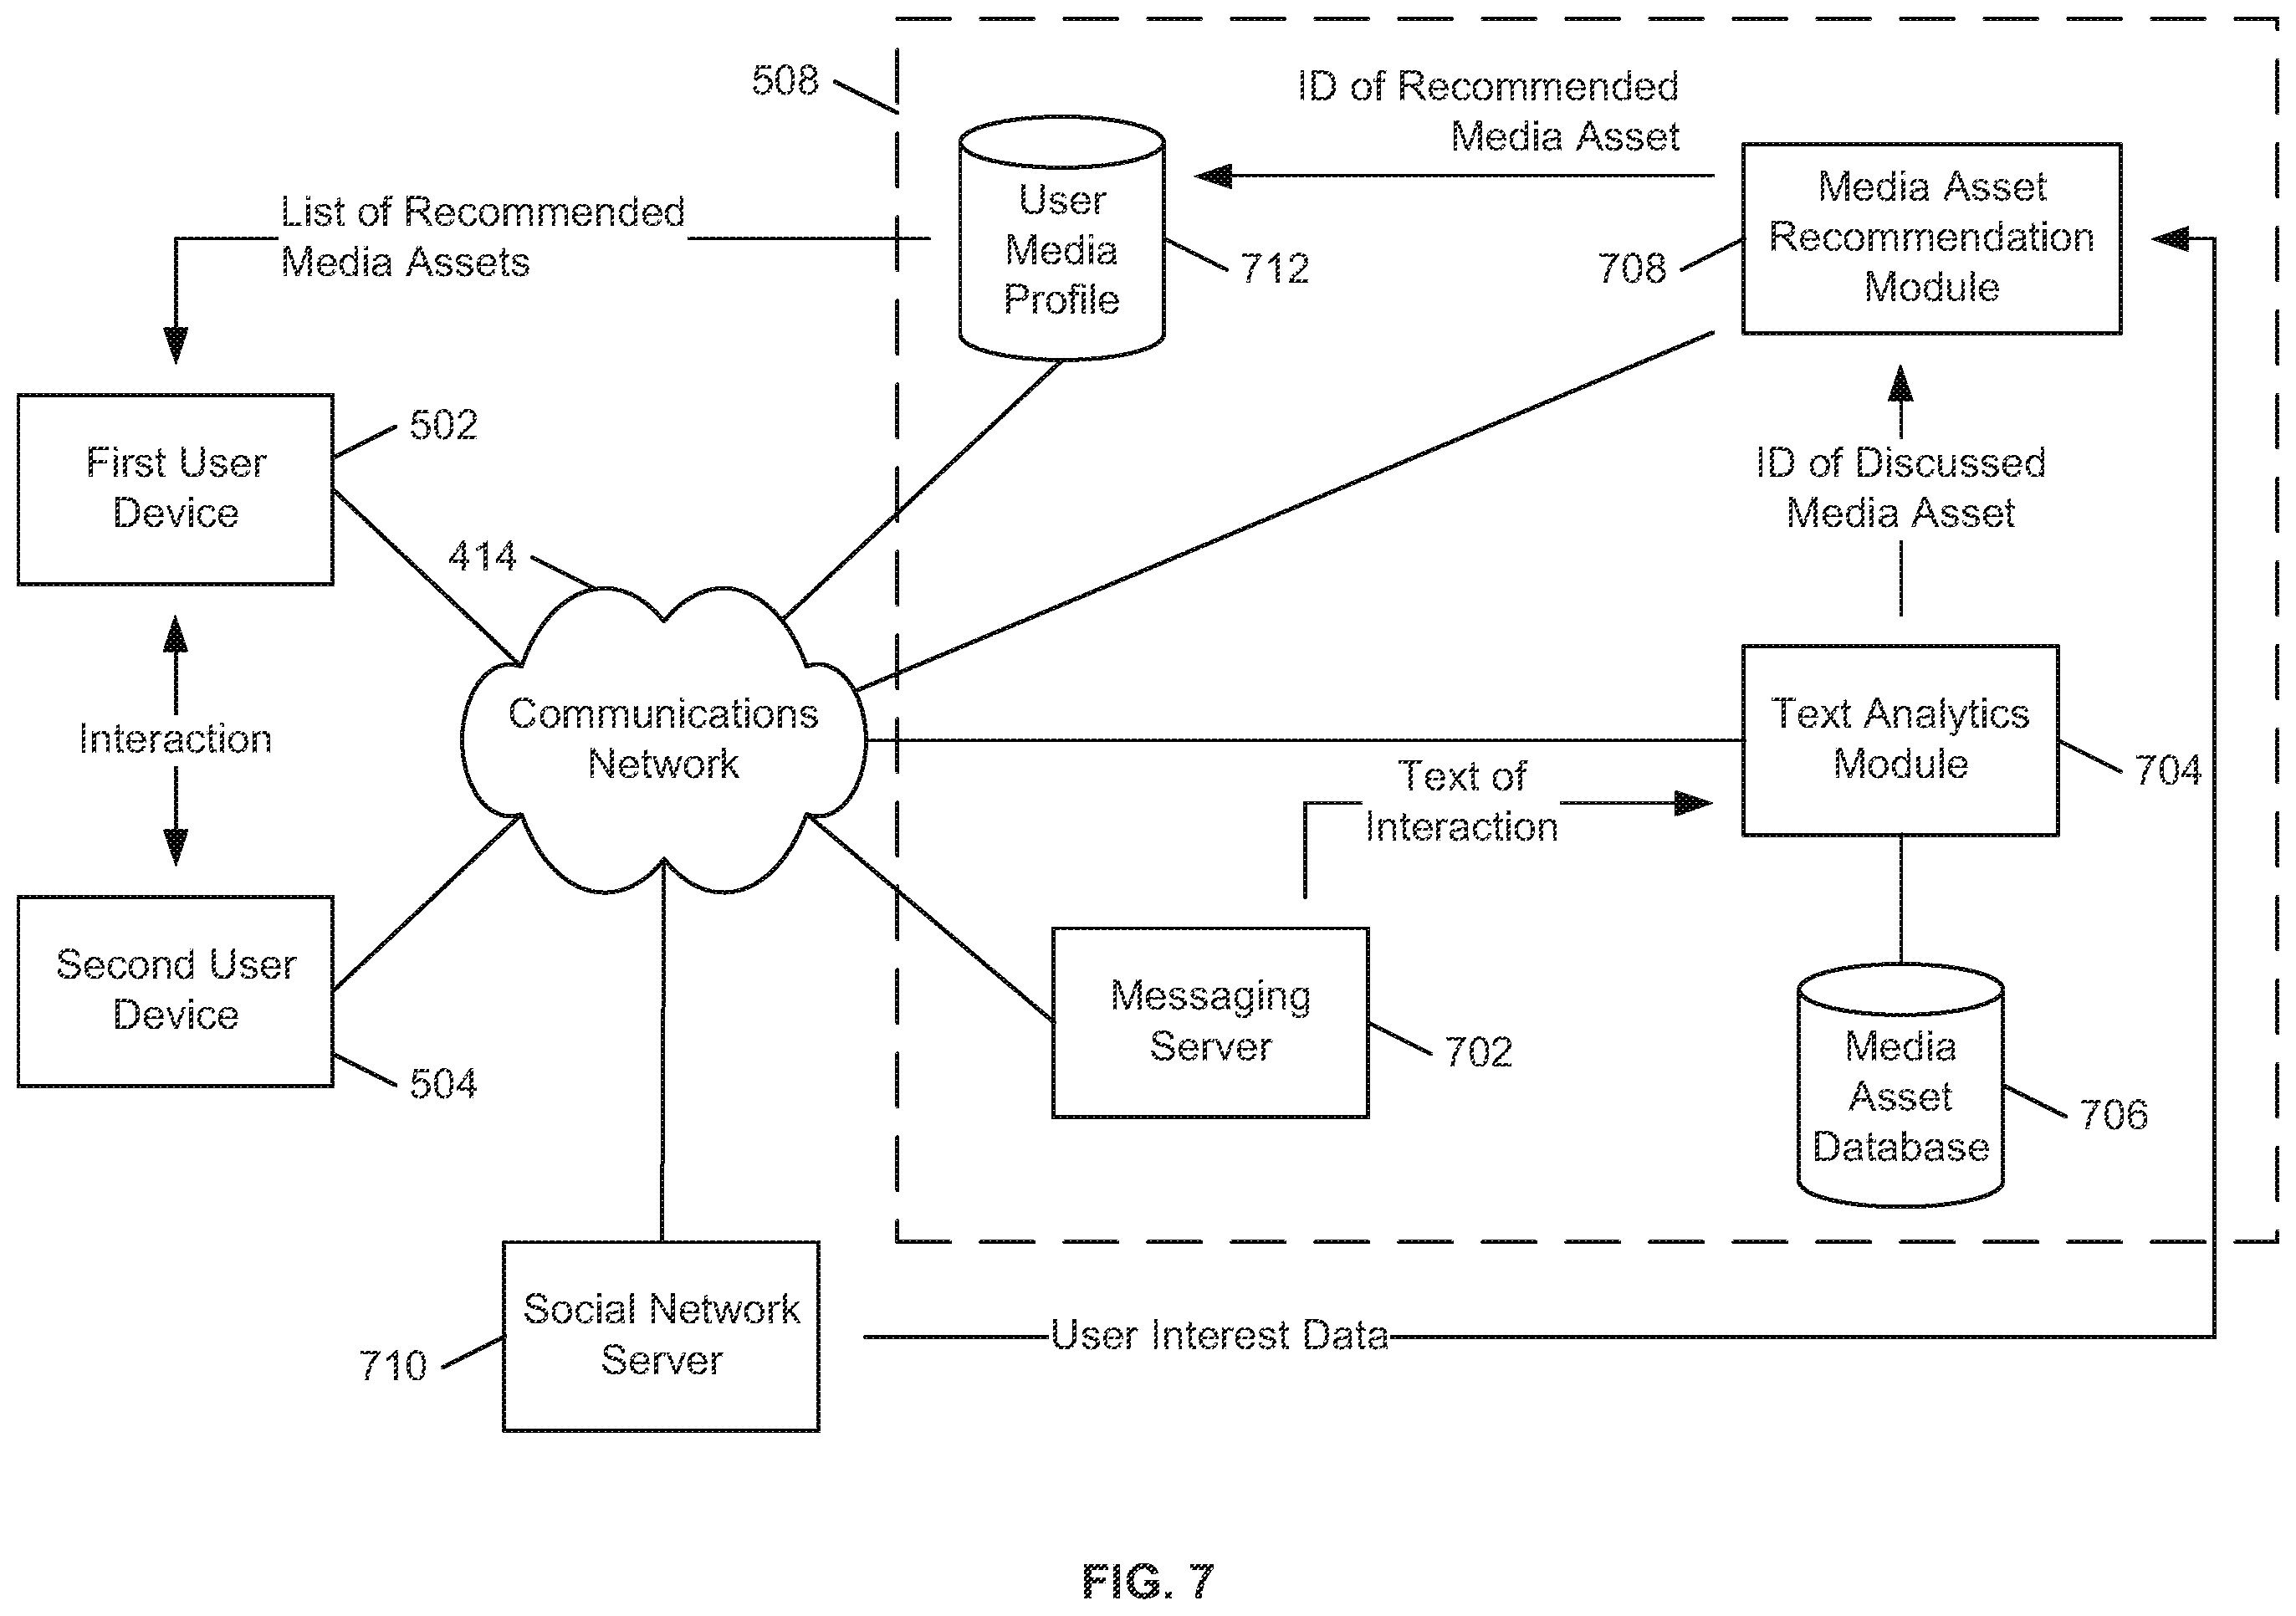 508
ID of Recommended
Media Asset
User
Media
Profile
712
708
Media Asset
Recommendation
Module
List of Recommended
Media Assets
First User
Device
502
414
ID of Discussed
Media Asset
Interaction
Communications
Network
Text Analytics
Module
704
Text of
Interaction
Second User
Device
504
Messaging
Server
702
Media
Asset
Database
706
Social Network
Server
710
User Interest Data
FIG. 7